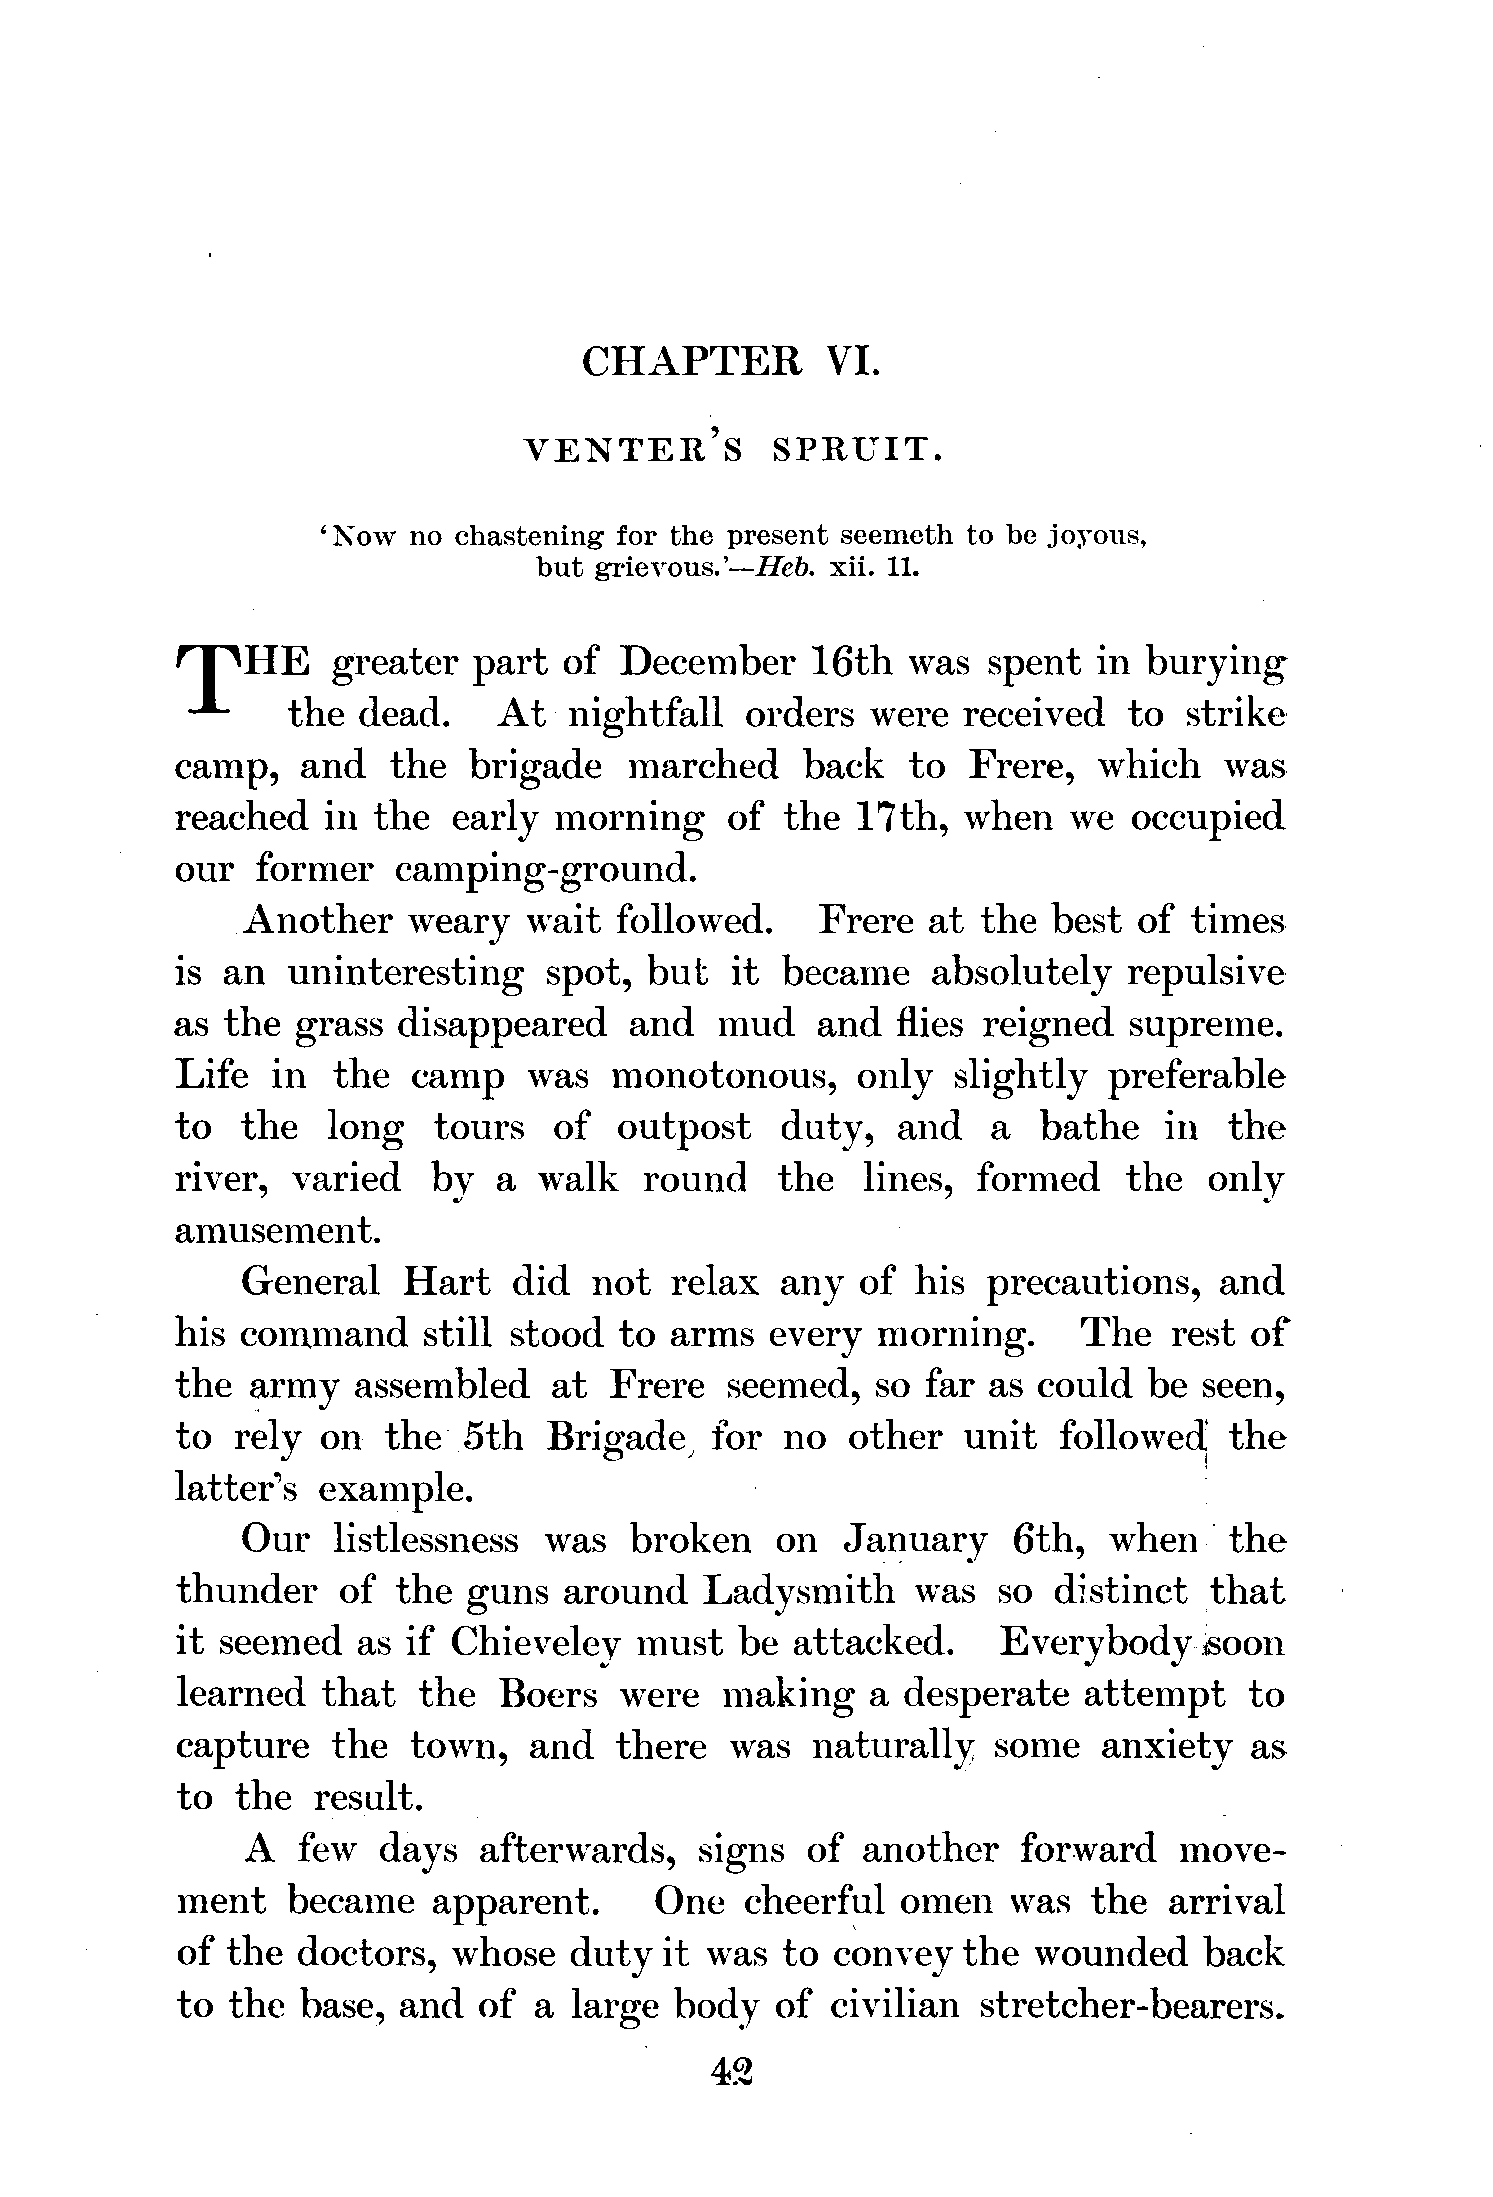 CHAPTER VI.
VENTER'S SPRUIT.
'Now no chastening for the present seemeth to be joyous,
but grievous.'—Heb. xii. 11.
THE greater part of December 16th was spent in burying
the dead. At nightfall orders were received to strike
camp, and the brigade marched back to Frere, which was
reached in the early morning of the 17th, when we occupied
our former camping-ground.
Another weary wait followed. Frere at the best of times
is an uninteresting spot, but it became absolutely repulsive
as the grass disappeared and mud and flies reigned supreme.
Life in the camp was monotonous, only slightly preferable
to the long tours of outpost duty, and a bathe in the
river, varied by a walk round the lines, formed the only
amusement.
General Hart did not relax any of his precautions, and
his command still stood to arms every morning. The rest of
the army assembled at Frere seemed, so far as could be seen,
to rely on the 5th Brigade, for no other unit followed the
latter's example.
Our listlessness was broken on January 6th, when the
thunder of the guns around Ladysmith was so distinct that
it seemed as if Chieveley must be attacked. Everybody soon
learned that the Boers were making a desperate attempt to
capture the town, and there was naturally some anxiety as
to the result.
A few days afterwards, signs of another forward move-
ment became apparent. One cheerful omen was the arrival
of the doctors, whose duty it was to convey the wounded back
to the base, and of a large body of civilian stretcher-bearers.
42